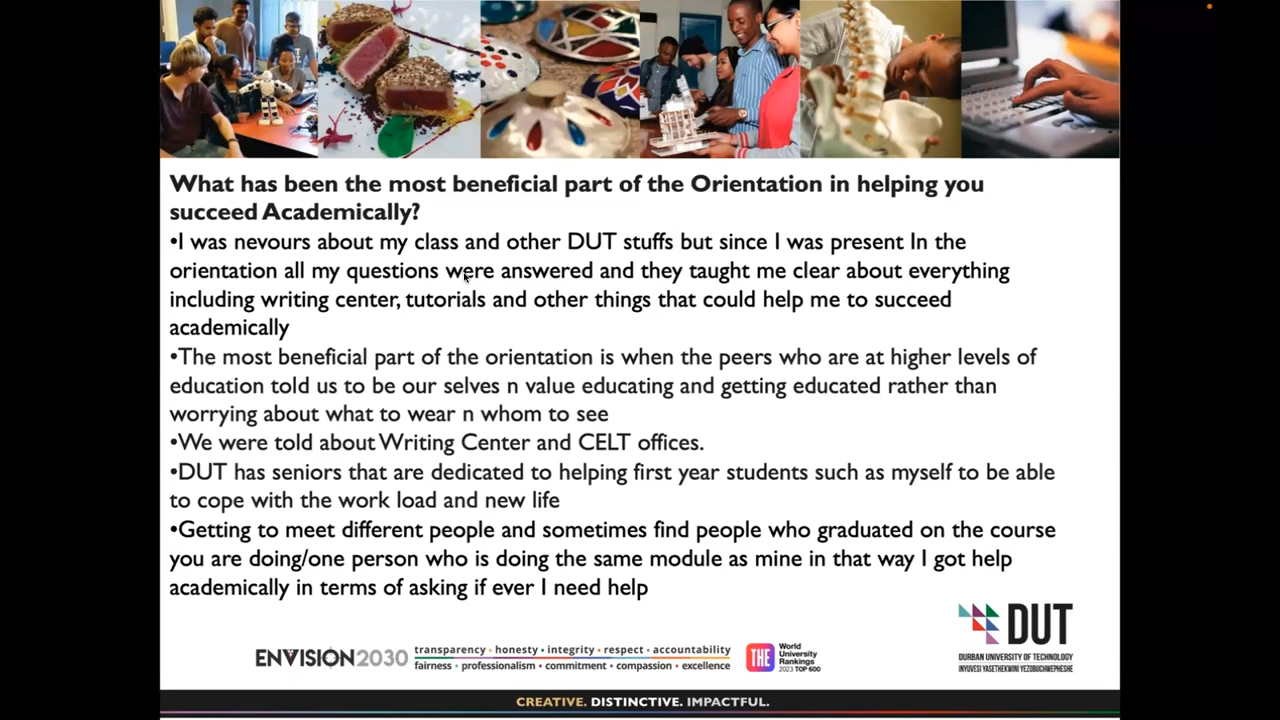 What has been the most beneficial part of the Orientation in helping you
succeed Academically?
•I was nevours about my class and other DUT stuffs but since I was present In the
orientation all my questions were answered and they taught me clear about everything
including writing center, tutorials and other things that could help me to succeed
academically
•The most beneficial part of the orientation is when the peers who are at higher levels of
education told us to be our selves n value educating and getting educated rather than
worrying about what to wear n whom to see
•We were told about Writing Center and CELT offices.
•DUT has seniors that are dedicated to helping first year students such as myself to be able
to cope with the work load and new life
•Getting to meet different people and sometimes find people who graduated on the course
you are doing/one person who is doing the same module as mine in that way I got help
academically in terms of asking if ever I need help
ENVISION2030
transparency • honesty • integrity • respect • accountability
fairness • professionalism • commitment • compassion • excellence
THE
World
University
Rankings
2023 TOP 600
DUT
DURBAN UNIVERSITY OF TECHNOLOGY
INYUVESI YASETHEKWINI YEZOBUCHWEPHESHE
CREATIVE. DISTINCTIVE. IMPACTFUL.